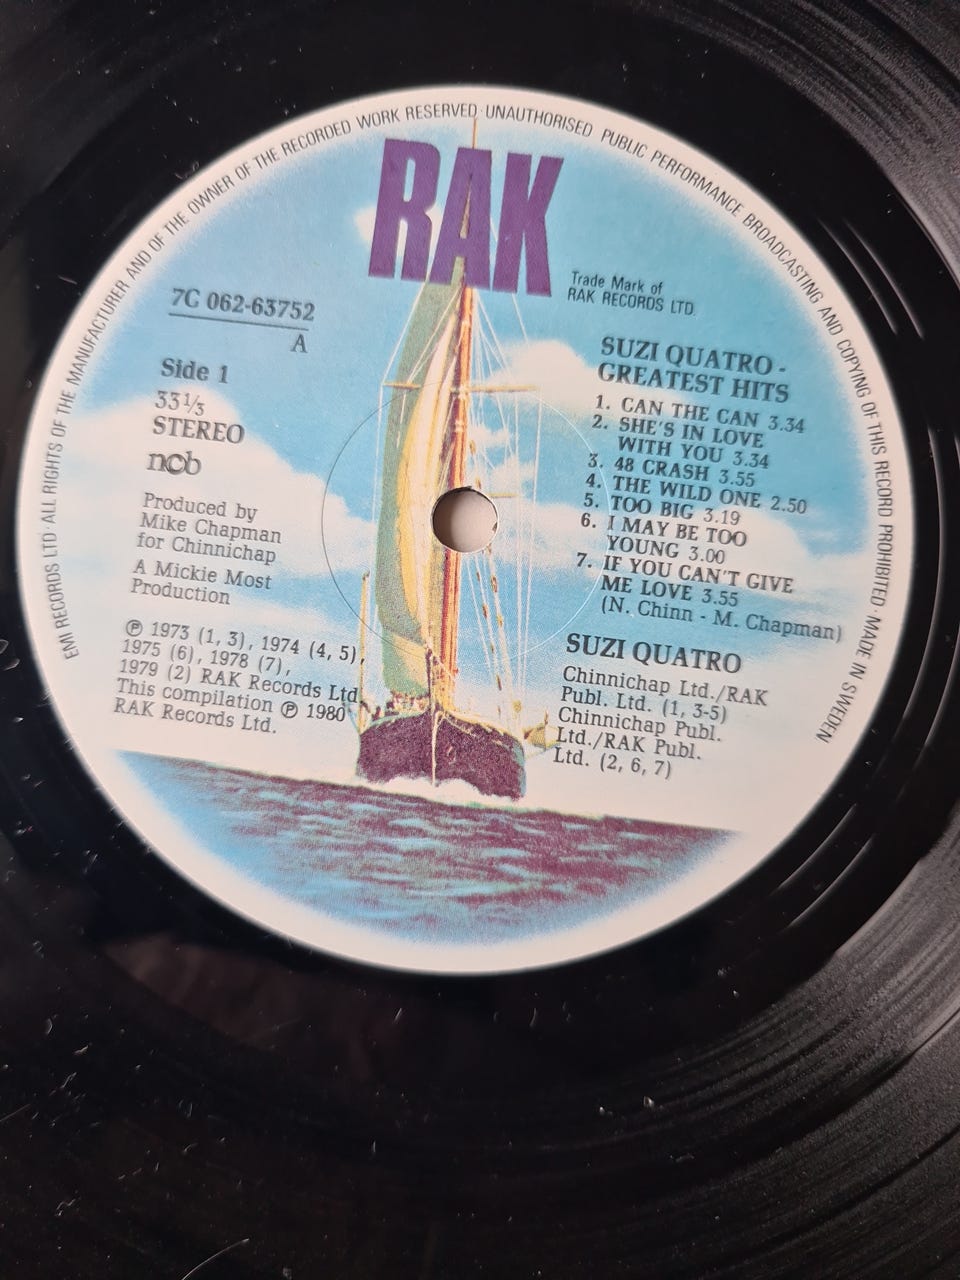 EMI RECORDS LTD· ALL RIGHTS OF THE MANUFACTURER AND OF THE OWNER OF THE RECORDED WORK RESERVED· UNAUTHORISED PUBLIC PERFORMANCE BROADCASTING AND COPYING OF THIS RECORD PROHIBITED· MADE IN SWEDEN
RAK
Trade Mark of
RAK RECORDS LTD.
7C 062-63752
A
Side 1
33 1/3
STEREO
ncb
Produced by
Mike Chapman
for Chinnichap
A Mickie Most
Production
℗ 1973 (1, 3), 1974 (4, 5),
1975 (6), 1978 (7),
1979 (2) RAK Records Ltd
This compilation ℗ 1980
RAK Records Ltd.
SUZI QUATRO -
GREATEST HITS
1. CAN THE CAN 3.34
2. SHE'S IN LOVE
WITH YOU 3.34
3. 48 CRASH 3.55
4. THE WILD ONE 2.50
5. TOO BIG 3.19
6. I MAY BE TOO
YOUNG 3.00
7. IF YOU CAN'T GIVE
ME LOVE 3.55
(N. Chinn - M. Chapman)
SUZI QUATRO
Chinnichap Ltd./RAK
Publ. Ltd. (1, 3-5)
Chinnichap Publ.
Ltd./RAK Publ.
Ltd. (2, 6, 7)